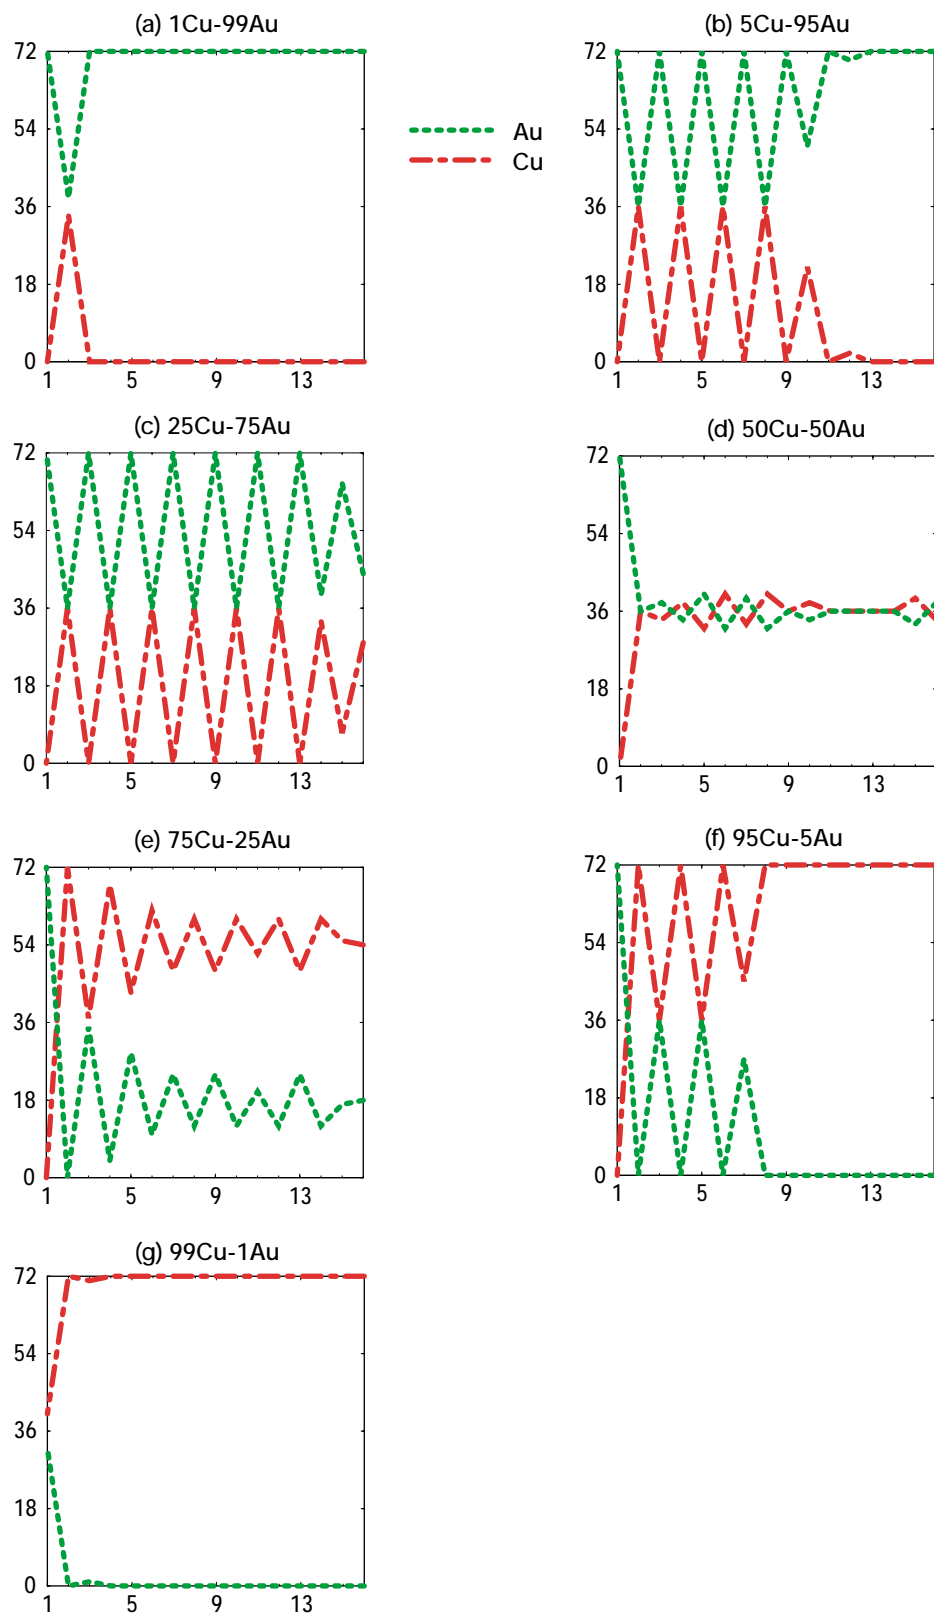 (a) 1Cu-99Au
72
54
36
18
0
1 5 9 13
Au
Cu
(b) 5Cu-95Au
72
54
36
18
0
1 5 9 13
(c) 25Cu-75Au
72
54
36
18
0
1 5 9 13
(d) 50Cu-50Au
72
54
36
18
0
1 5 9 13
(e) 75Cu-25Au
72
54
36
18
0
1 5 9 13
(f) 95Cu-5Au
72
54
36
18
0
1 5 9 13
(g) 99Cu-1Au
72
54
36
18
0
1 5 9 13